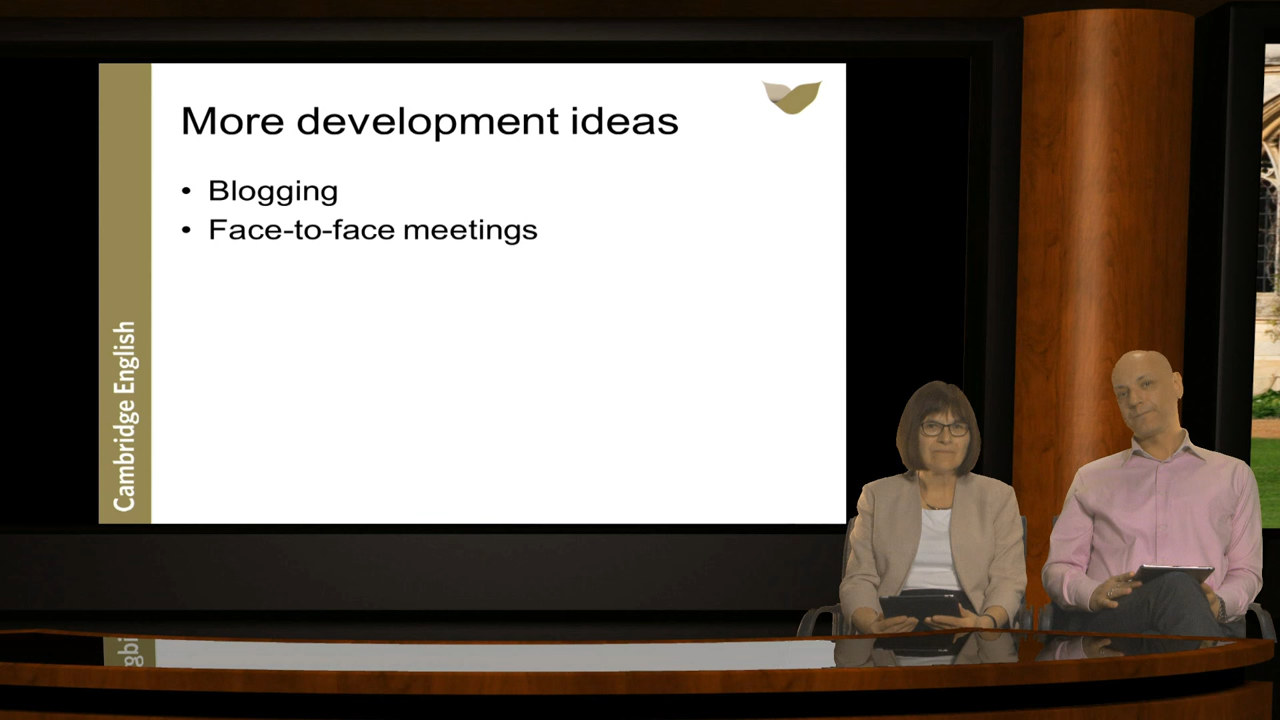 More development ideas
• Blogging
• Face-to-face meetings
Cambridge English